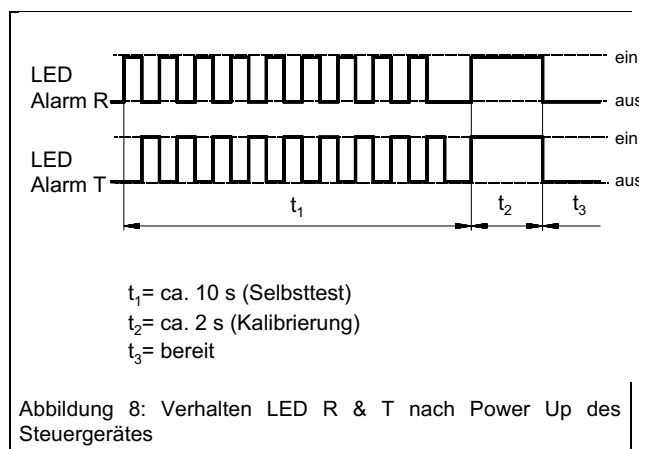 LED
Alarm R
ein
aus
LED
Alarm T
ein
aus
t1
t2
t3
t1= ca. 10 s (Selbsttest)
t2= ca. 2 s (Kalibrierung)
t3= bereit
Abbildung 8: Verhalten LED R & T nach Power Up des
Steuergerätes